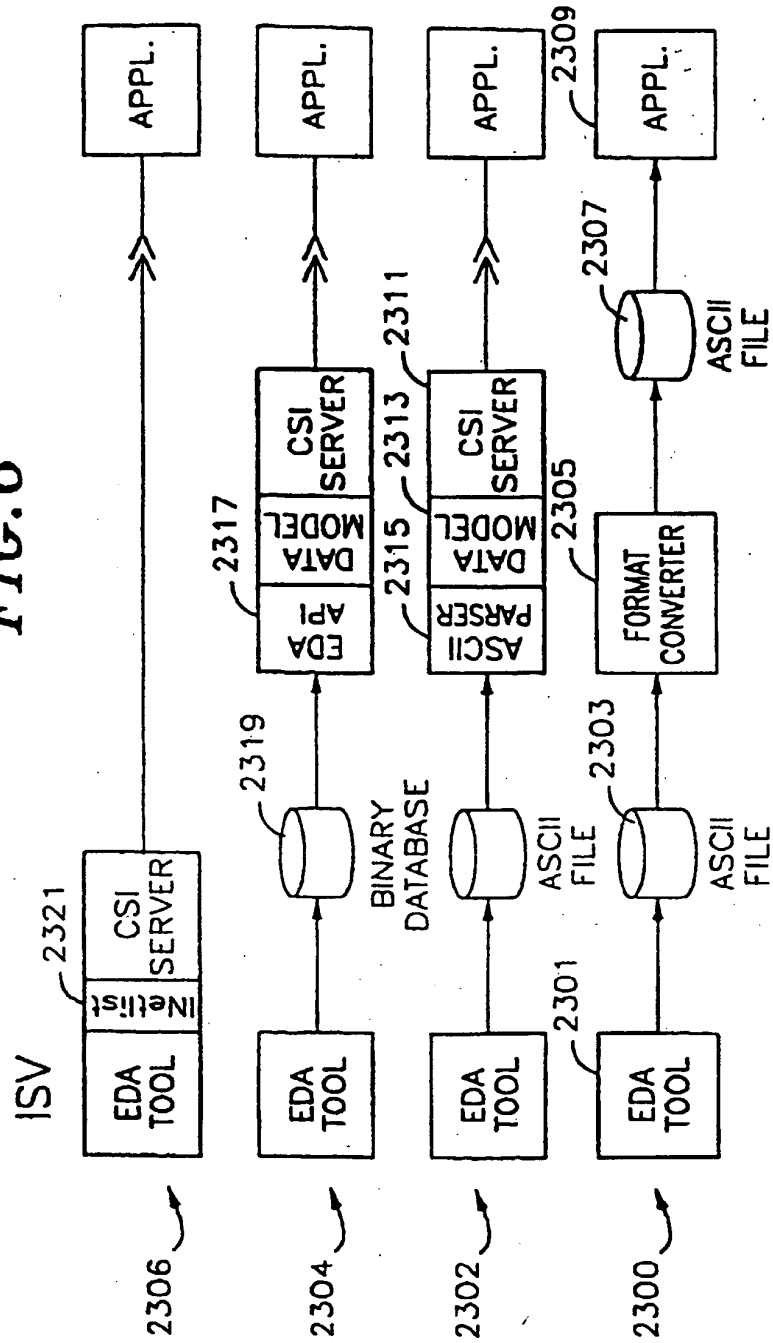 FIG. 8
ISV
2306
EDA
TOOL
INetlist
2321
CSI
SERVER
APPL.
2304
EDA
TOOL
2319
BINARY
DATABASE
2317
EDA
API
DATA
MODEL
CSI
SERVER
APPL.
2302
EDA
TOOL
ASCII
FILE
2315
2313
2311
ASCII
PARSER
DATA
MODEL
CSI
SERVER
APPL.
2300
2301
EDA
TOOL
2303
ASCII
FILE
2305
FORMAT
CONVERTER
2307
ASCII
FILE
2309
APPL.